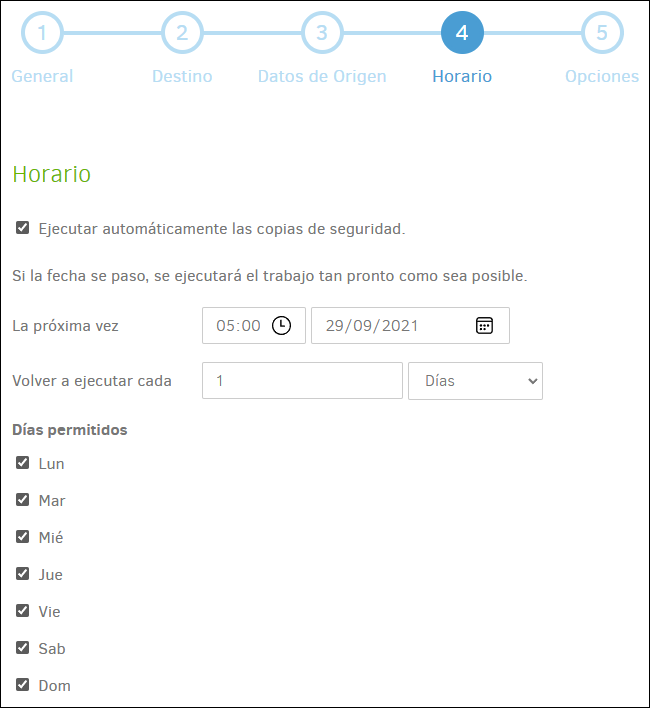 1 2 3 4 5
General Destino Datos de Origen Horario Opciones
Horario
Ejecutar automáticamente las copias de seguridad.
Si la fecha se paso, se ejecutará el trabajo tan pronto como sea posible.
La próxima vez 05:00 29/09/2021
Volver a ejecutar cada 1 Días
Días permitidos
Lun
Mar
Mié
Jue
Vie
Sab
Dom